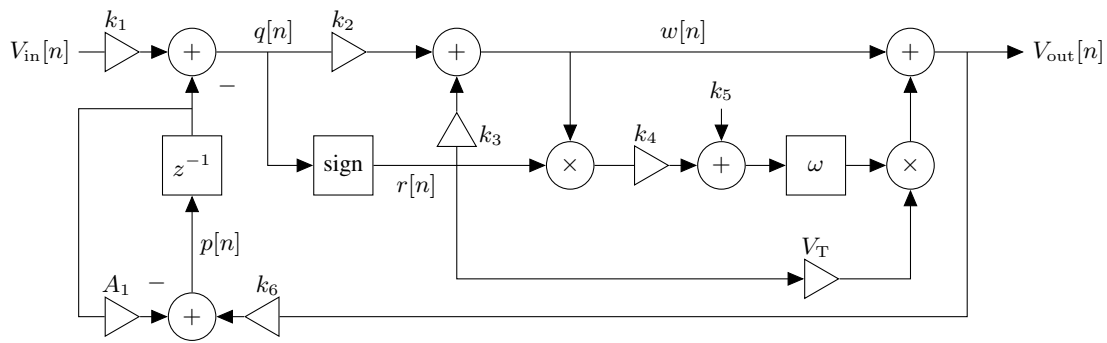 k₁ q[n] k₂ w[n]
V_in[n] + + + V_out[n]
−
k₃ k₄ k₅
z⁻¹ sign × + ω ×
r[n]
p[n] V_T
A₁ − + k₆